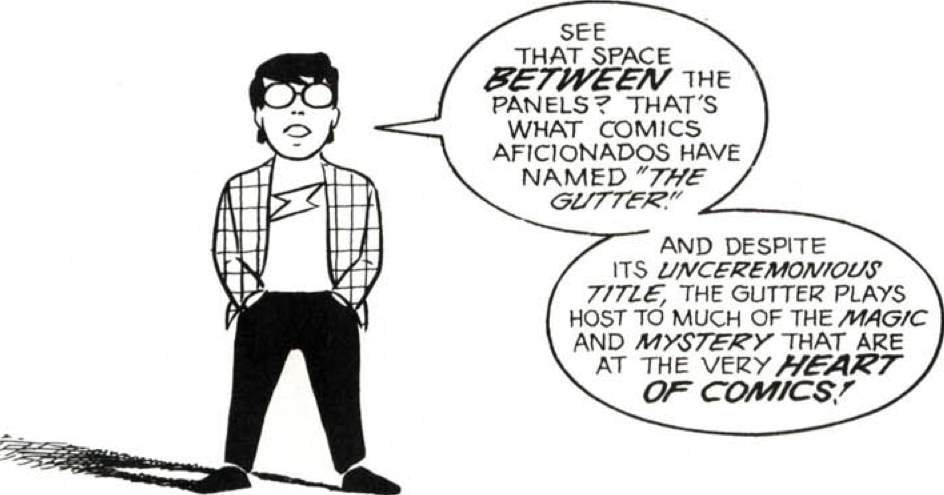 SEE
THAT SPACE
BETWEEN THE
PANELS? THAT'S
WHAT COMICS
AFICIONADOS HAVE
NAMED "THE
GUTTER."
AND DESPITE
ITS UNCEREMONIOUS
TITLE, THE GUTTER PLAYS
HOST TO MUCH OF THE MAGIC
AND MYSTERY THAT ARE
AT THE VERY HEART
OF COMICS!